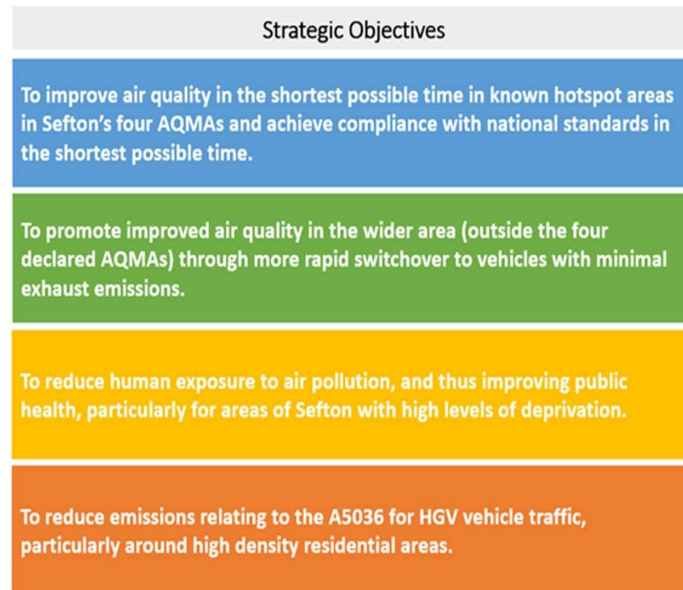 Strategic Objectives
To improve air quality in the shortest possible time in known hotspot areas
in Sefton’s four AQMAs and achieve compliance with national standards in
the shortest possible time.
To promote improved air quality in the wider area (outside the four
declared AQMAs) through more rapid switchover to vehicles with minimal
exhaust emissions.
To reduce human exposure to air pollution, and thus improving public
health, particularly for areas of Sefton with high levels of deprivation.
To reduce emissions relating to the A5036 for HGV vehicle traffic,
particularly around high density residential areas.